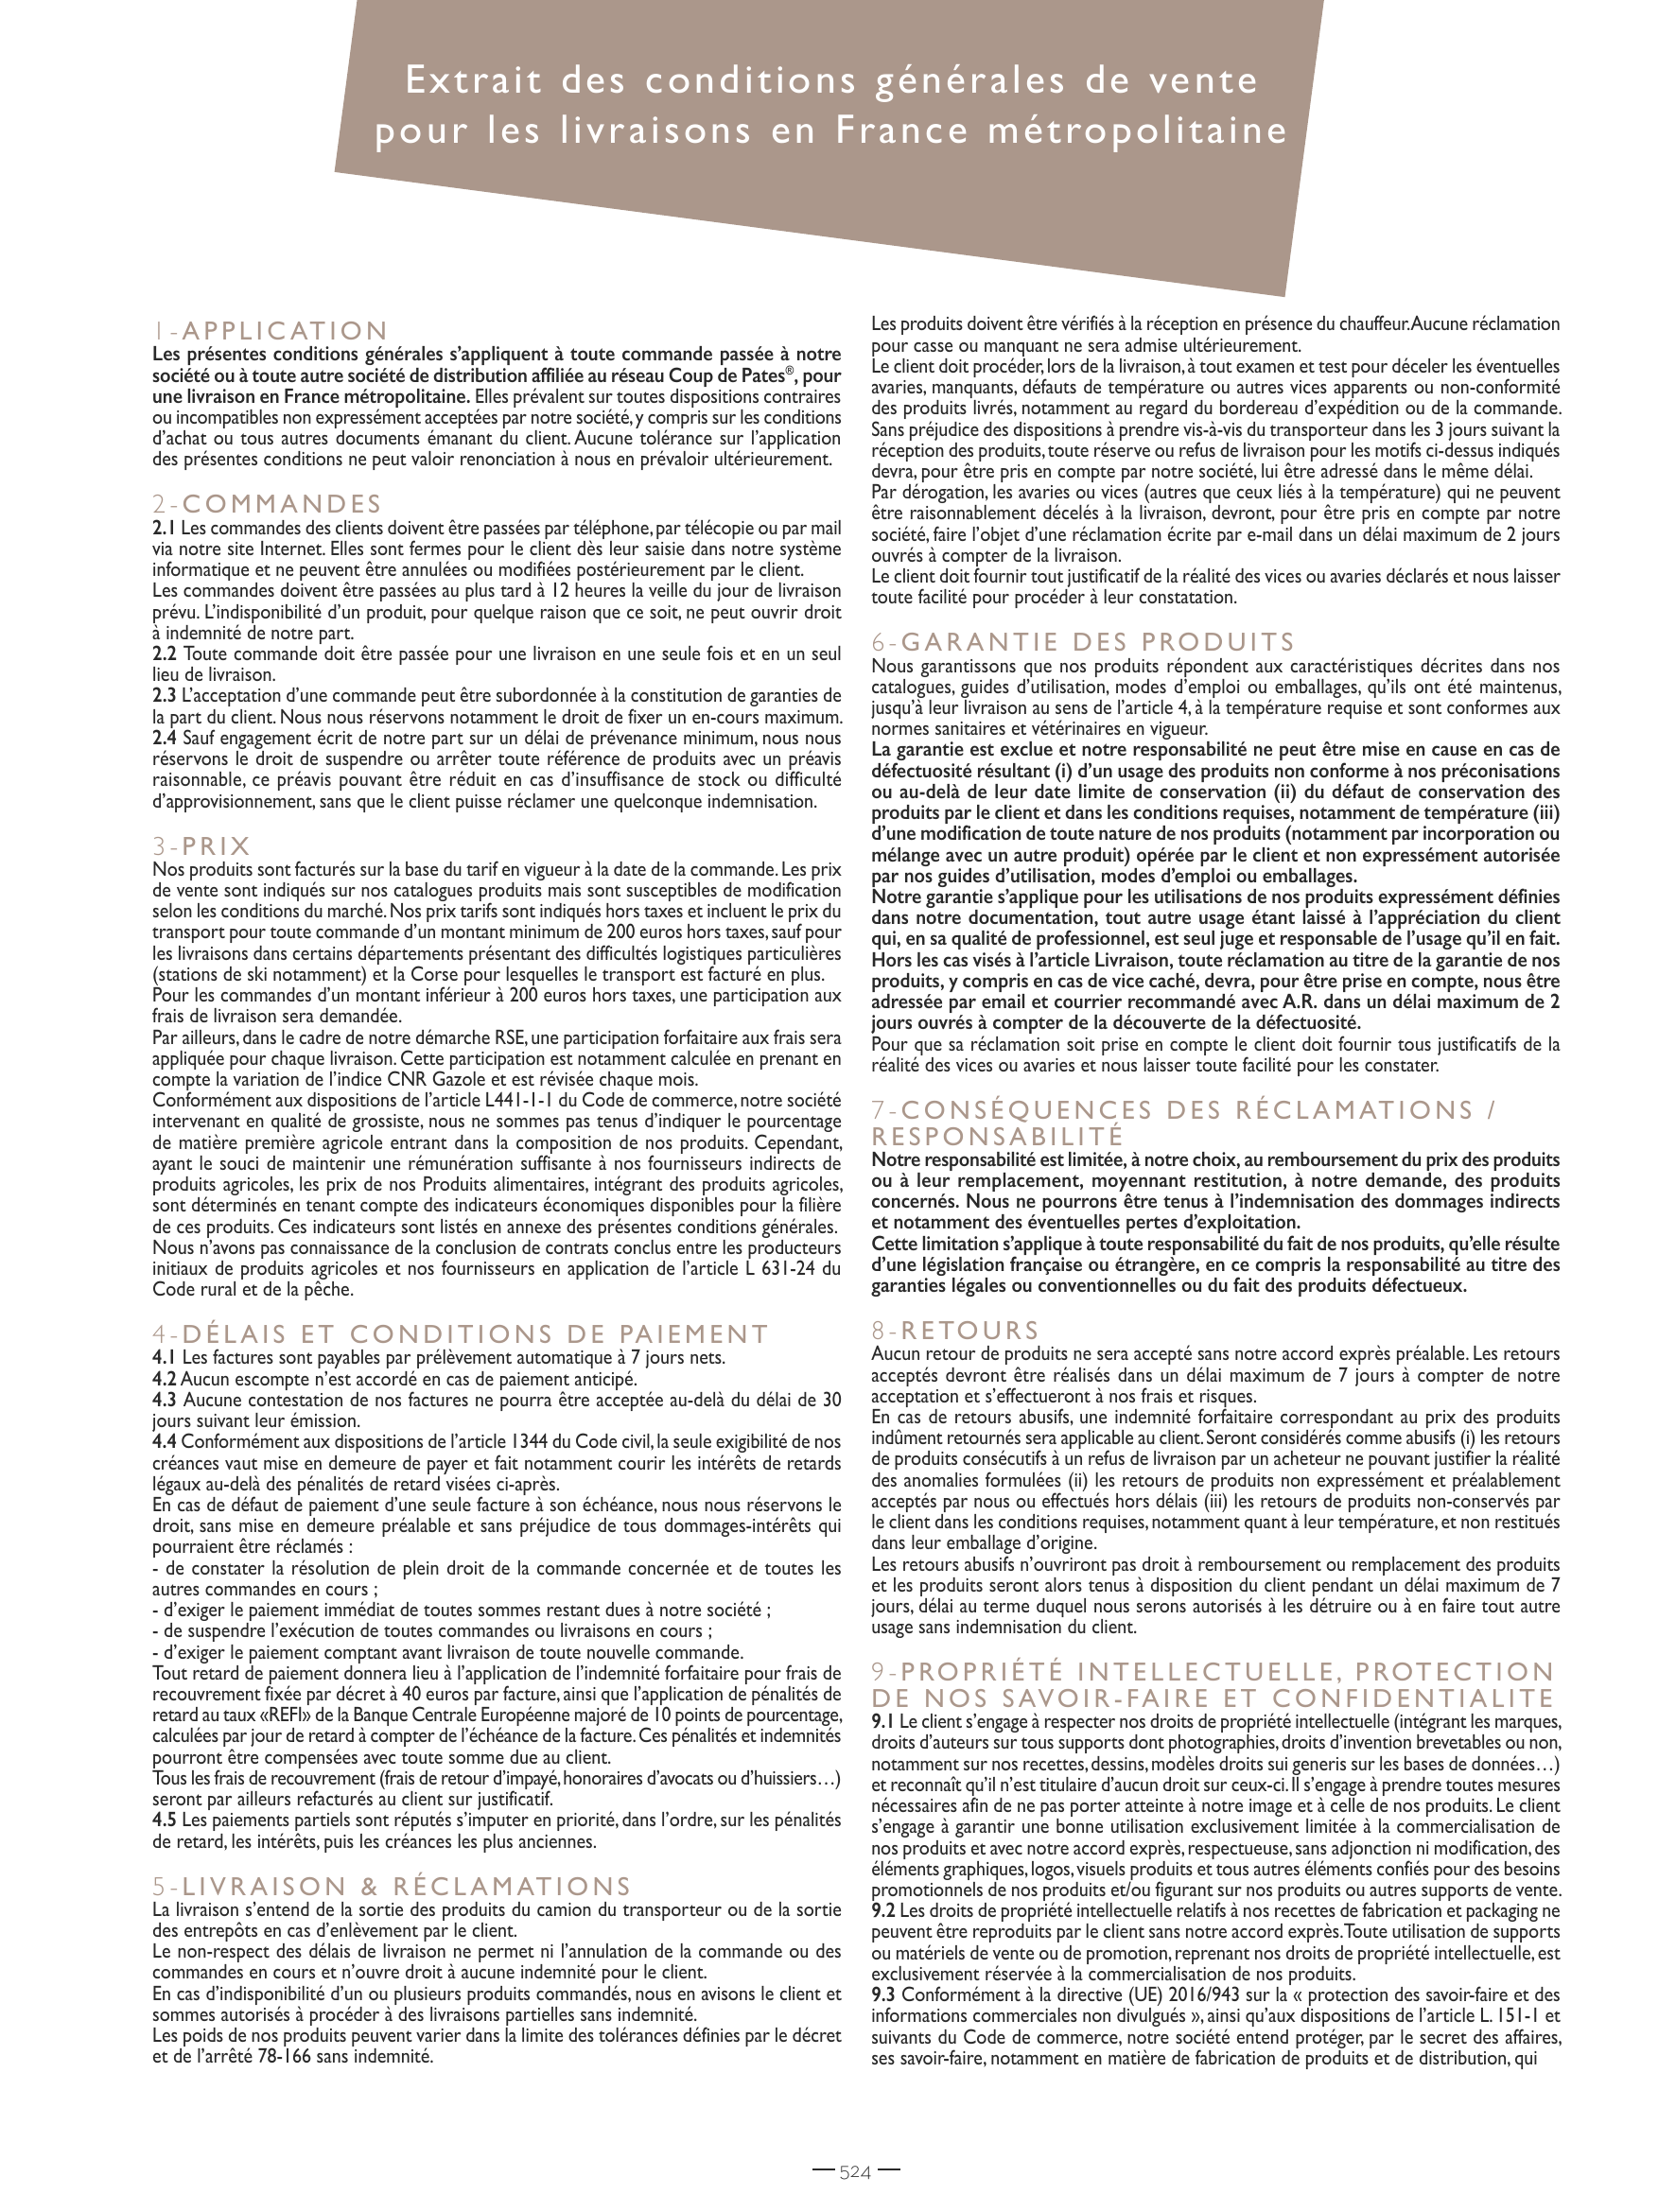 Extrait des conditions générales de vente
pour les livraisons en France métropolitaine
1-APPLICATION
Les présentes conditions générales s’appliquent à toute commande passée à notre
société ou à toute autre société de distribution affiliée au réseau Coup de Pates®, pour
une livraison en France métropolitaine. Elles prévalent sur toutes dispositions contraires
ou incompatibles non expressément acceptées par notre société, y compris sur les conditions
d’achat ou tous autres documents émanant du client. Aucune tolérance sur l’application
des présentes conditions ne peut valoir renonciation à nous en prévaloir ultérieurement.
2-COMMANDES
2.1 Les commandes des clients doivent être passées par téléphone, par télécopie ou par mail
via notre site Internet. Elles sont fermes pour le client dès leur saisie dans notre système
informatique et ne peuvent être annulées ou modifiées postérieurement par le client.
Les commandes doivent être passées au plus tard à 12 heures la veille du jour de livraison
prévu. L’indisponibilité d’un produit, pour quelque raison que ce soit, ne peut ouvrir droit
à indemnité de notre part.
2.2 Toute commande doit être passée pour une livraison en une seule fois et en un seul
lieu de livraison.
2.3 L’acceptation d’une commande peut être subordonnée à la constitution de garanties de
la part du client. Nous nous réservons notamment le droit de fixer un en-cours maximum.
2.4 Sauf engagement écrit de notre part sur un délai de prévenance minimum, nous nous
réservons le droit de suspendre ou arrêter toute référence de produits avec un préavis
raisonnable, ce préavis pouvant être réduit en cas d’insuffisance de stock ou difficulté
d’approvisionnement, sans que le client puisse réclamer une quelconque indemnisation.
3-PRIX
Nos produits sont facturés sur la base du tarif en vigueur à la date de la commande. Les prix
de vente sont indiqués sur nos catalogues produits mais sont susceptibles de modification
selon les conditions du marché. Nos prix tarifs sont indiqués hors taxes et incluent le prix du
transport pour toute commande d’un montant minimum de 200 euros hors taxes, sauf pour
les livraisons dans certains départements présentant des difficultés logistiques particulières
(stations de ski notamment) et la Corse pour lesquelles le transport est facturé en plus.
Pour les commandes d’un montant inférieur à 200 euros hors taxes, une participation aux
frais de livraison sera demandée.
Par ailleurs, dans le cadre de notre démarche RSE, une participation forfaitaire aux frais sera
appliquée pour chaque livraison. Cette participation est notamment calculée en prenant en
compte la variation de l’indice CNR Gazole et est révisée chaque mois.
Conformément aux dispositions de l’article L441-1-1 du Code de commerce, notre société
intervenant en qualité de grossiste, nous ne sommes pas tenus d’indiquer le pourcentage
de matière première agricole entrant dans la composition de nos produits. Cependant,
ayant le souci de maintenir une rémunération suffisante à nos fournisseurs indirects de
produits agricoles, les prix de nos Produits alimentaires, intégrant des produits agricoles,
sont déterminés en tenant compte des indicateurs économiques disponibles pour la filière
de ces produits. Ces indicateurs sont listés en annexe des présentes conditions générales.
Nous n’avons pas connaissance de la conclusion de contrats conclus entre les producteurs
initiaux de produits agricoles et nos fournisseurs en application de l’article L 631-24 du
Code rural et de la pêche.
4-DÉLAIS ET CONDITIONS DE PAIEMENT
4.1 Les factures sont payables par prélèvement automatique à 7 jours nets.
4.2 Aucun escompte n’est accordé en cas de paiement anticipé.
4.3 Aucune contestation de nos factures ne pourra être acceptée au-delà du délai de 30
jours suivant leur émission.
4.4 Conformément aux dispositions de l’article 1344 du Code civil, la seule exigibilité de nos
créances vaut mise en demeure de payer et fait notamment courir les intérêts de retards
légaux au-delà des pénalités de retard visées ci-après.
En cas de défaut de paiement d’une seule facture à son échéance, nous nous réservons le
droit, sans mise en demeure préalable et sans préjudice de tous dommages-intérêts qui
pourraient être réclamés :
- de constater la résolution de plein droit de la commande concernée et de toutes les
autres commandes en cours ;
- d’exiger le paiement immédiat de toutes sommes restant dues à notre société ;
- de suspendre l’exécution de toutes commandes ou livraisons en cours ;
- d’exiger le paiement comptant avant livraison de toute nouvelle commande.
Tout retard de paiement donnera lieu à l’application de l’indemnité forfaitaire pour frais de
recouvrement fixée par décret à 40 euros par facture, ainsi que l’application de pénalités de
retard au taux «REFI» de la Banque Centrale Européenne majoré de 10 points de pourcentage,
calculées par jour de retard à compter de l’échéance de la facture. Ces pénalités et indemnités
pourront être compensées avec toute somme due au client.
Tous les frais de recouvrement (frais de retour d’impayé, honoraires d’avocats ou d’huissiers…)
seront par ailleurs refacturés au client sur justificatif.
4.5 Les paiements partiels sont réputés s’imputer en priorité, dans l’ordre, sur les pénalités
de retard, les intérêts, puis les créances les plus anciennes.
5-LIVRAISON & RÉCLAMATIONS
La livraison s’entend de la sortie des produits du camion du transporteur ou de la sortie
des entrepôts en cas d’enlèvement par le client.
Le non-respect des délais de livraison ne permet ni l’annulation de la commande ou des
commandes en cours et n’ouvre droit à aucune indemnité pour le client.
En cas d’indisponibilité d’un ou plusieurs produits commandés, nous en avisons le client et
sommes autorisés à procéder à des livraisons partielles sans indemnité.
Les poids de nos produits peuvent varier dans la limite des tolérances définies par le décret
et de l’arrêté 78-166 sans indemnité.
Les produits doivent être vérifiés à la réception en présence du chauffeur. Aucune réclamation
pour casse ou manquant ne sera admise ultérieurement.
Le client doit procéder, lors de la livraison, à tout examen et test pour déceler les éventuelles
avaries, manquants, défauts de température ou autres vices apparents ou non-conformité
des produits livrés, notamment au regard du bordereau d’expédition ou de la commande.
Sans préjudice des dispositions à prendre vis-à-vis du transporteur dans les 3 jours suivant la
réception des produits, toute réserve ou refus de livraison pour les motifs ci-dessus indiqués
devra, pour être pris en compte par notre société, lui être adressé dans le même délai.
Par dérogation, les avaries ou vices (autres que ceux liés à la température) qui ne peuvent
être raisonnablement décelés à la livraison, devront, pour être pris en compte par notre
société, faire l’objet d’une réclamation écrite par e-mail dans un délai maximum de 2 jours
ouvrés à compter de la livraison.
Le client doit fournir tout justificatif de la réalité des vices ou avaries déclarés et nous laisser
toute facilité pour procéder à leur constatation.
6-GARANTIE DES PRODUITS
Nous garantissons que nos produits répondent aux caractéristiques décrites dans nos
catalogues, guides d’utilisation, modes d’emploi ou emballages, qu’ils ont été maintenus,
jusqu’à leur livraison au sens de l’article 4, à la température requise et sont conformes aux
normes sanitaires et vétérinaires en vigueur.
La garantie est exclue et notre responsabilité ne peut être mise en cause en cas de
défectuosité résultant (i) d’un usage des produits non conforme à nos préconisations
ou au-delà de leur date limite de conservation (ii) du défaut de conservation des
produits par le client et dans les conditions requises, notamment de température (iii)
d’une modification de toute nature de nos produits (notamment par incorporation ou
mélange avec un autre produit) opérée par le client et non expressément autorisée
par nos guides d’utilisation, modes d’emploi ou emballages.
Notre garantie s’applique pour les utilisations de nos produits expressément définies
dans notre documentation, tout autre usage étant laissé à l’appréciation du client
qui, en sa qualité de professionnel, est seul juge et responsable de l’usage qu’il en fait.
Hors les cas visés à l’article Livraison, toute réclamation au titre de la garantie de nos
produits, y compris en cas de vice caché, devra, pour être prise en compte, nous être
adressée par email et courrier recommandé avec A.R. dans un délai maximum de 2
jours ouvrés à compter de la découverte de la défectuosité.
Pour que sa réclamation soit prise en compte le client doit fournir tous justificatifs de la
réalité des vices ou avaries et nous laisser toute facilité pour les constater.
7-CONSÉQUENCES DES RÉCLAMATIONS /
RESPONSABILITÉ
Notre responsabilité est limitée, à notre choix, au remboursement du prix des produits
ou à leur remplacement, moyennant restitution, à notre demande, des produits
concernés. Nous ne pourrons être tenus à l’indemnisation des dommages indirects
et notamment des éventuelles pertes d’exploitation.
Cette limitation s’applique à toute responsabilité du fait de nos produits, qu’elle résulte
d’une législation française ou étrangère, en ce compris la responsabilité au titre des
garanties légales ou conventionnelles ou du fait des produits défectueux.
8-RETOURS
Aucun retour de produits ne sera accepté sans notre accord exprès préalable. Les retours
acceptés devront être réalisés dans un délai maximum de 7 jours à compter de notre
acceptation et s’effectueront à nos frais et risques.
En cas de retours abusifs, une indemnité forfaitaire correspondant au prix des produits
indûment retournés sera applicable au client. Seront considérés comme abusifs (i) les retours
de produits consécutifs à un refus de livraison par un acheteur ne pouvant justifier la réalité
des anomalies formulées (ii) les retours de produits non expressément et préalablement
acceptés par nous ou effectués hors délais (iii) les retours de produits non-conservés par
le client dans les conditions requises, notamment quant à leur température, et non restitués
dans leur emballage d’origine.
Les retours abusifs n’ouvriront pas droit à remboursement ou remplacement des produits
et les produits seront alors tenus à disposition du client pendant un délai maximum de 7
jours, délai au terme duquel nous serons autorisés à les détruire ou à en faire tout autre
usage sans indemnisation du client.
9-PROPRIÉTÉ INTELLECTUELLE, PROTECTION
DE NOS SAVOIR-FAIRE ET CONFIDENTIALITE
9.1 Le client s’engage à respecter nos droits de propriété intellectuelle (intégrant les marques,
droits d’auteurs sur tous supports dont photographies, droits d’invention brevetables ou non,
notamment sur nos recettes, dessins, modèles droits sui generis sur les bases de données…)
et reconnaît qu’il n’est titulaire d’aucun droit sur ceux-ci. Il s’engage à prendre toutes mesures
nécessaires afin de ne pas porter atteinte à notre image et à celle de nos produits. Le client
s’engage à garantir une bonne utilisation exclusivement limitée à la commercialisation de
nos produits et avec notre accord exprès, respectueuse, sans adjonction ni modification, des
éléments graphiques, logos, visuels produits et tous autres éléments confiés pour des besoins
promotionnels de nos produits et/ou figurant sur nos produits ou autres supports de vente.
9.2 Les droits de propriété intellectuelle relatifs à nos recettes de fabrication et packaging ne
peuvent être reproduits par le client sans notre accord exprès. Toute utilisation de supports
ou matériels de vente ou de promotion, reprenant nos droits de propriété intellectuelle, est
exclusivement réservée à la commercialisation de nos produits.
9.3 Conformément à la directive (UE) 2016/943 sur la « protection des savoir-faire et des
informations commerciales non divulgués », ainsi qu’aux dispositions de l’article L. 151-1 et
suivants du Code de commerce, notre société entend protéger, par le secret des affaires,
ses savoir-faire, notamment en matière de fabrication de produits et de distribution, qui
— 524 —